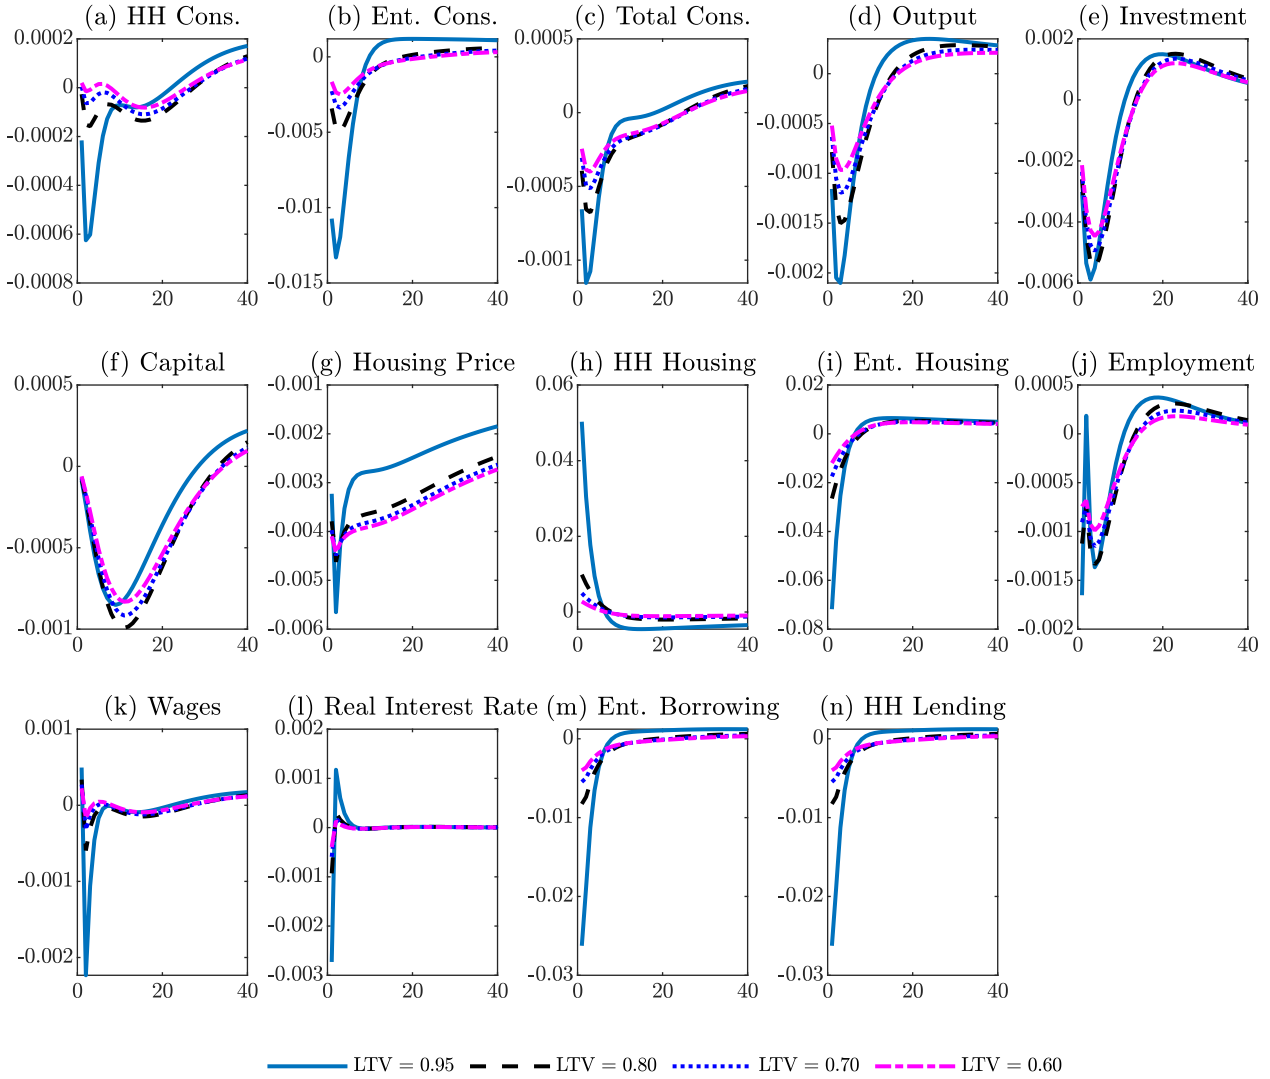 (a) HH Cons.
(b) Ent. Cons.
(c) Total Cons.
(d) Output
(e) Investment
0.0002
0
-0.0002
-0.0004
-0.0006
-0.0008
0 20 40
0
-0.005
-0.01
-0.015
0 20 40
0.0005
0
-0.0005
-0.001
0 20 40
0
-0.0005
-0.001
-0.0015
-0.002
0 20 40
0.002
0
-0.002
-0.004
-0.006
0 20 40
(f) Capital
(g) Housing Price
(h) HH Housing
(i) Ent. Housing
(j) Employment
0.0005
0
-0.0005
-0.001
0 20 40
-0.001
-0.002
-0.003
-0.004
-0.005
-0.006
0 20 40
0.06
0.04
0.02
0
0 20 40
0.02
0
-0.02
-0.04
-0.06
-0.08
0 20 40
0.0005
0
-0.0005
-0.001
-0.0015
-0.002
0 20 40
(k) Wages
(l) Real Interest Rate
(m) Ent. Borrowing
(n) HH Lending
0.001
0
-0.001
-0.002
0 20 40
0.002
0.001
0
-0.001
-0.002
-0.003
0 20 40
0
-0.01
-0.02
-0.03
0 20 40
0
-0.01
-0.02
-0.03
0 20 40
LTV = 0.95 LTV = 0.80 LTV = 0.70 LTV = 0.60